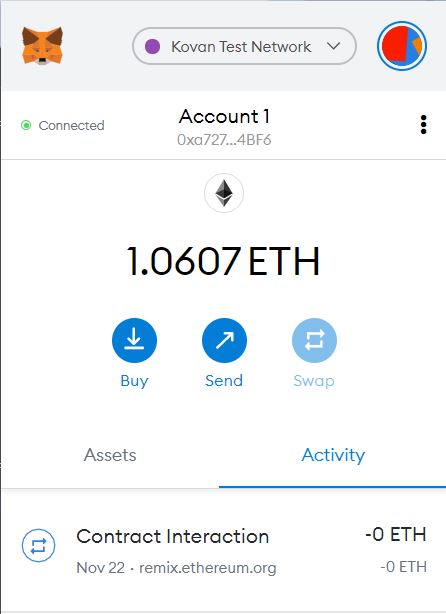 Kovan Test Network
Connected
Account 1
0xa727...4BF6
1.0607 ETH
Buy
Send
Swap
Assets
Activity
Contract Interaction
-0 ETH
Nov 22 · remix.ethereum.org
-0 ETH